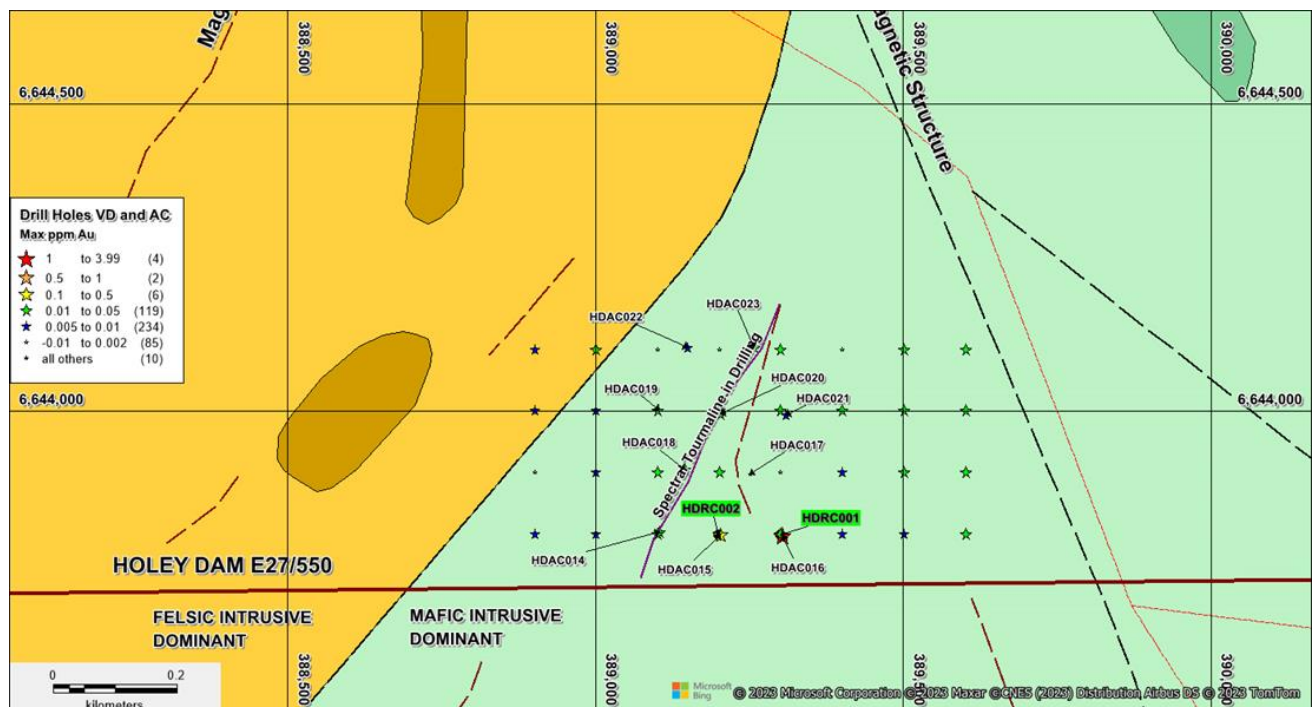 Mag
388,500
389,000
389,500
390,000
agnetic Structure
6,644,500
6,644,500
Drill Holes VD and AC
Max ppm Au
1 to 3.99 (4)
0.5 to 1 (2)
0.1 to 0.5 (6)
0.01 to 0.05 (119)
0.005 to 0.01 (234)
-0.01 to 0.002 (85)
all others (10)
HDAC023
HDAC022
Spectral Tourmaline in Drilling
HDAC020
HDAC019
HDAC021
6,644,000
6,644,000
HDAC018
HDAC017
HDRC002
HDRC001
HDAC014
HDAC015
HDAC016
HOLEY DAM E27/550
FELSIC INTRUSIVE
DOMINANT
MAFIC INTRUSIVE
DOMINANT
388,500
389,000
389,500
390,000
0 0.2
kilometers
Microsoft
Bing
© 2023 Microsoft Corporation © 2023 Maxar ©CNES (2023) Distribution Airbus DS © 2023 TomTom